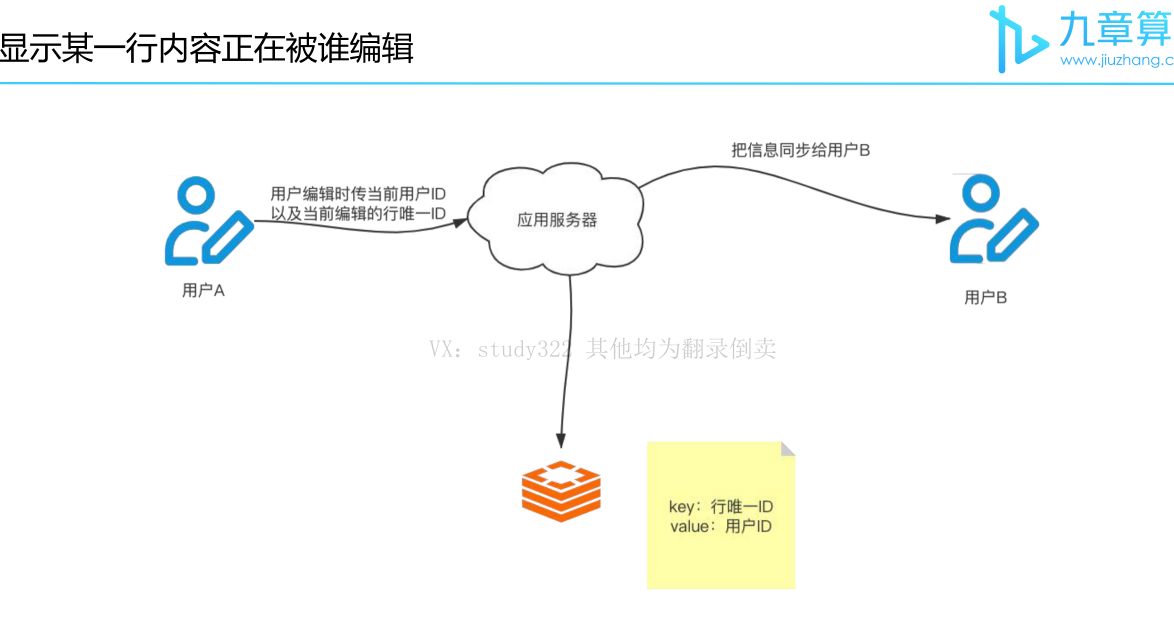 显示某一行内容正在被谁编辑
九章算
www.jiuzhang.c
把信息同步给用户B
用户编辑时传当前用户ID
以及当前编辑的行唯一ID
应用服务器
用户A
用户B
VX：study322 其他均为翻录倒卖
key：行唯一ID
value：用户ID